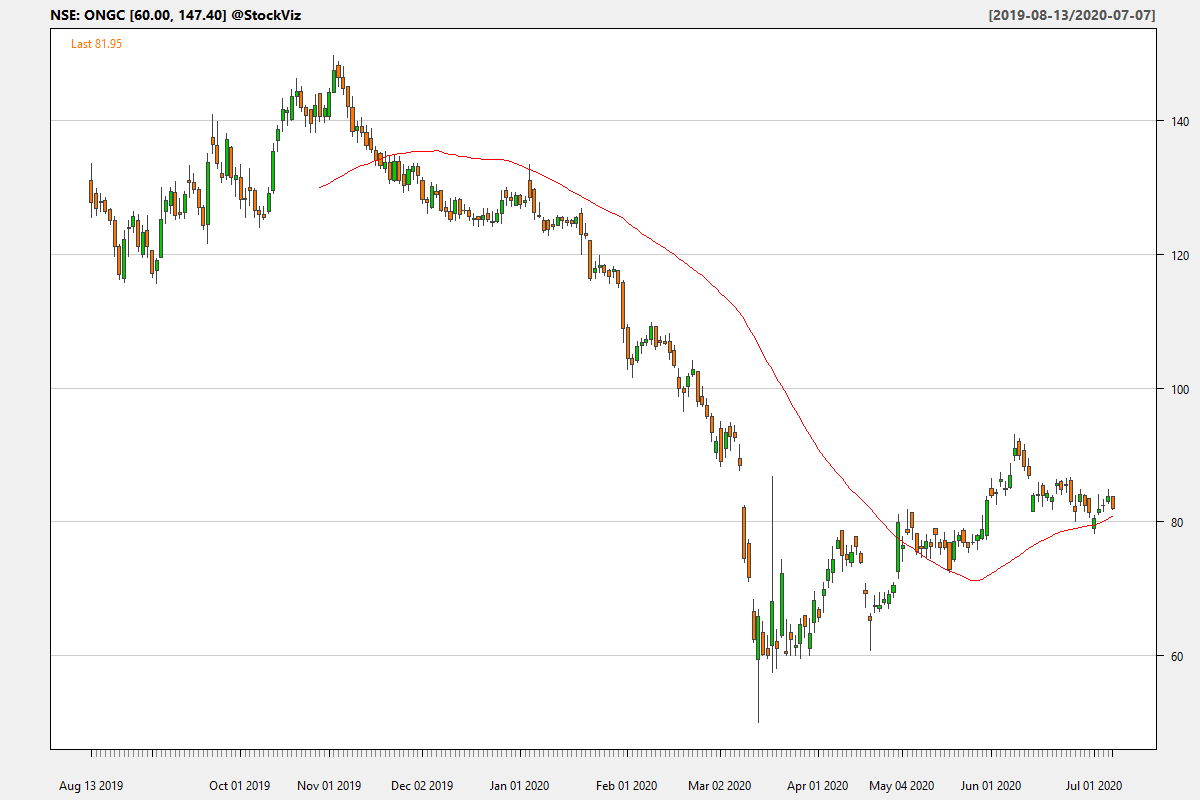 NSE: ONGC [60.00, 147.40] @StockViz [2019-08-13/2020-07-07]
Last 81.95
140
120
100
80
60
Aug 13 2019 Oct 01 2019 Nov 01 2019 Dec 02 2019 Jan 01 2020 Feb 01 2020 Mar 02 2020 Apr 01 2020 May 04 2020 Jun 01 2020 Jul 01 2020